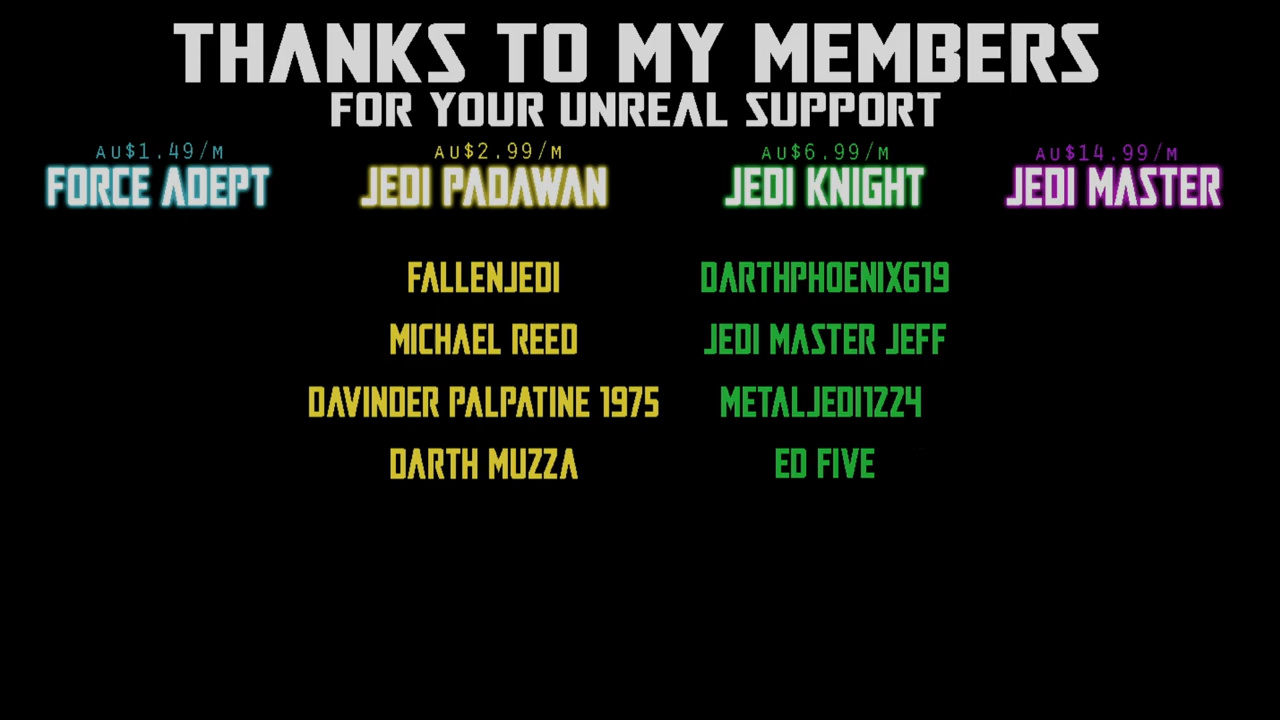 THANKS TO MY MEMBERS
FOR YOUR UNREAL SUPPORT
AU$1.49/M AU$2.99/M AU$6.99/M AU$14.99/M
FORCE ADEPT JEDI PADAWAN JEDI KNIGHT JEDI MASTER
FALLENJEDI DARTHPHOENIX619
MICHAEL REED JEDI MASTER JEFF
DAVINDER PALPATINE 1975 METALJEDI1224
DARTH MUZZA ED FIVE